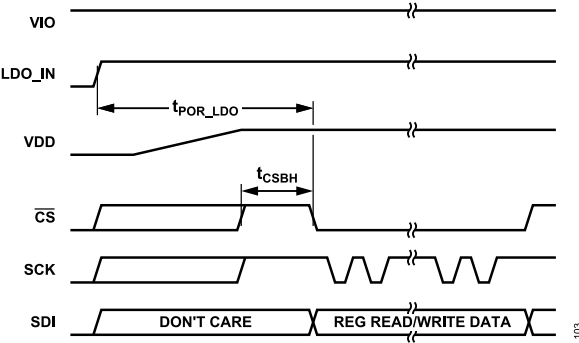 VIO
LDO_IN
tPOR_LDO
VDD
tCSBH
CS
SCK
SDI
DON'T CARE
REG READ/WRITE DATA
103